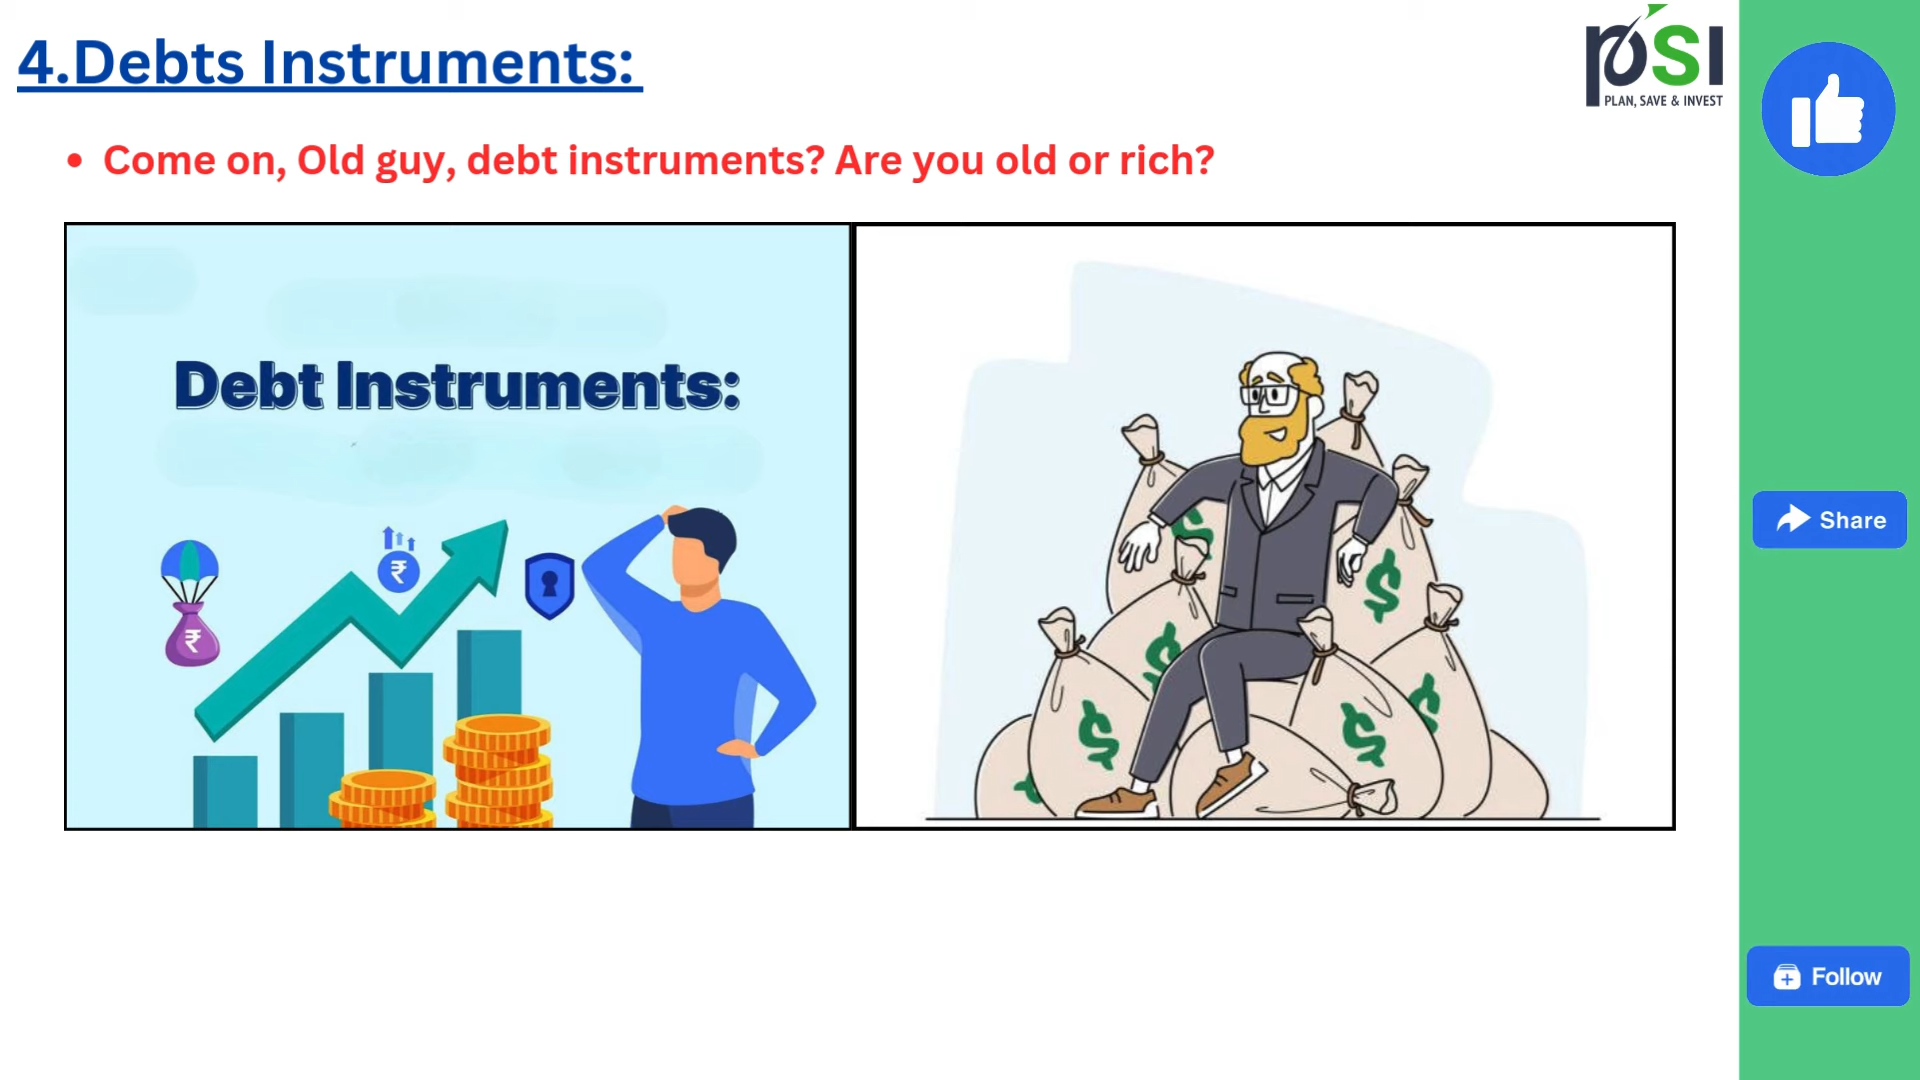 4.Debts Instruments:
pSI
PLAN, SAVE & INVEST
• Come on, Old guy, debt instruments? Are you old or rich?
Debt Instruments:
₹
₹
$
$
$
$
$
$
$
Share
Follow